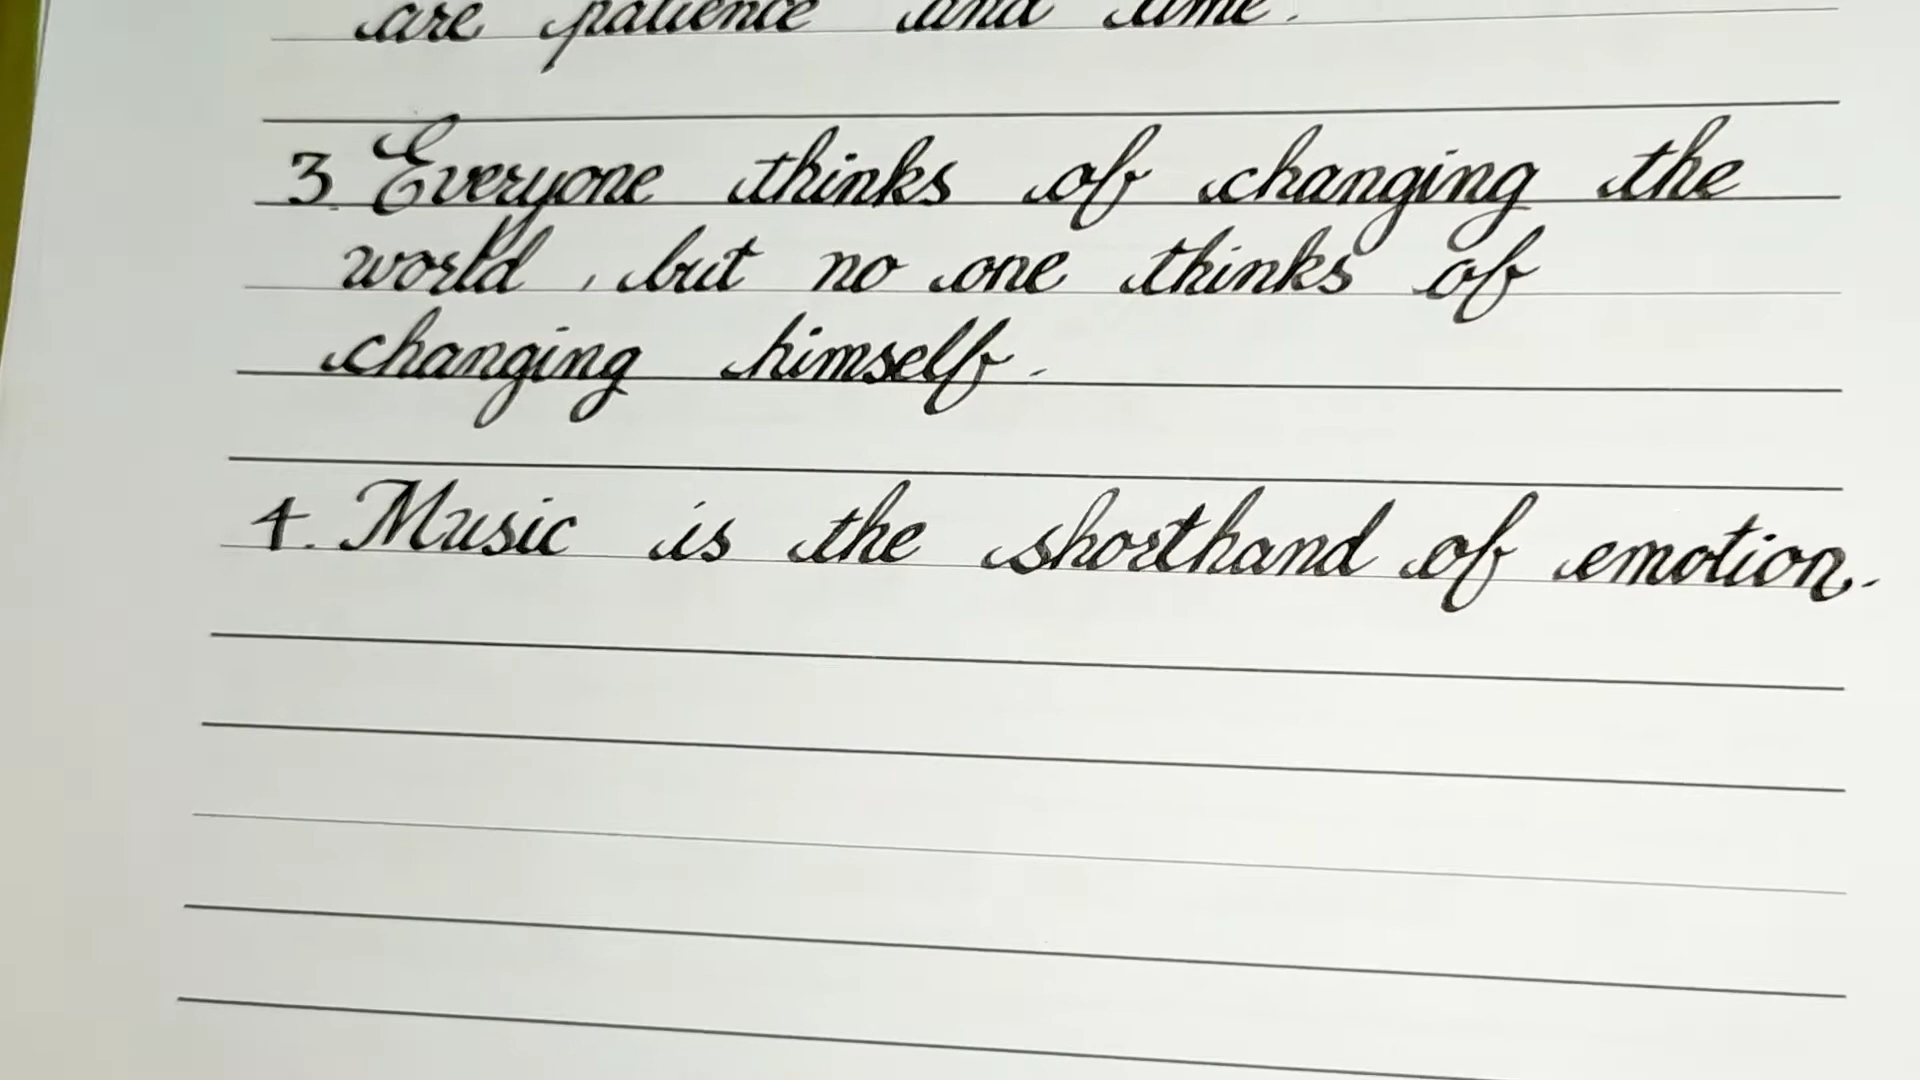 are patience and time.
3. Everyone thinks of changing the
world, but no one thinks of
changing himself.
4. Music is the shorthand of emotion.